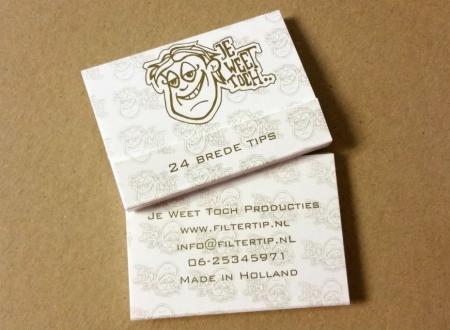 JE
WEET
TOCH..
24 BREDE TIPS
JE WEET TOCH PRODUCTIES
WWW.FILTERTIP.NL
INFO@FILTERTIP.NL
06-25345971
MADE IN HOLLAND